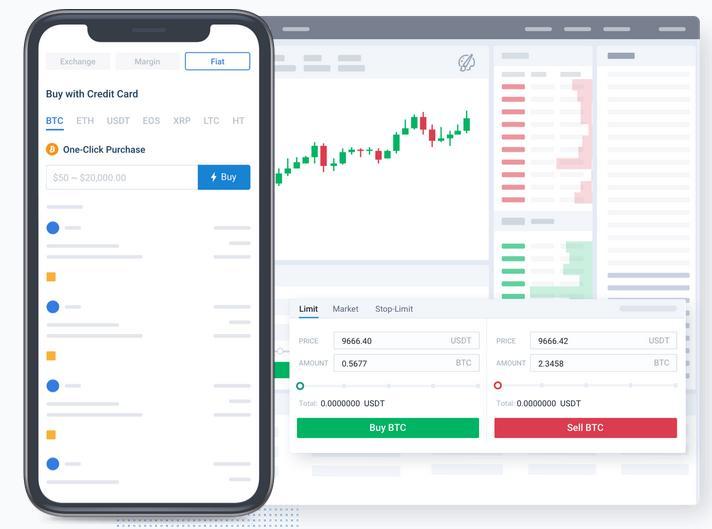 Exchange
Margin
Fiat
Buy with Credit Card
BTC ETH USDT EOS XRP LTC HT
One-Click Purchase
$50 ~ $20,000.00
Buy
Limit Market Stop-Limit
PRICE 9666.40 USDT
AMOUNT 0.5677 BTC
Total: 0.0000000 USDT
Buy BTC
PRICE 9666.42 USDT
AMOUNT 2.3458 BTC
Total: 0.0000000 USDT
Sell BTC